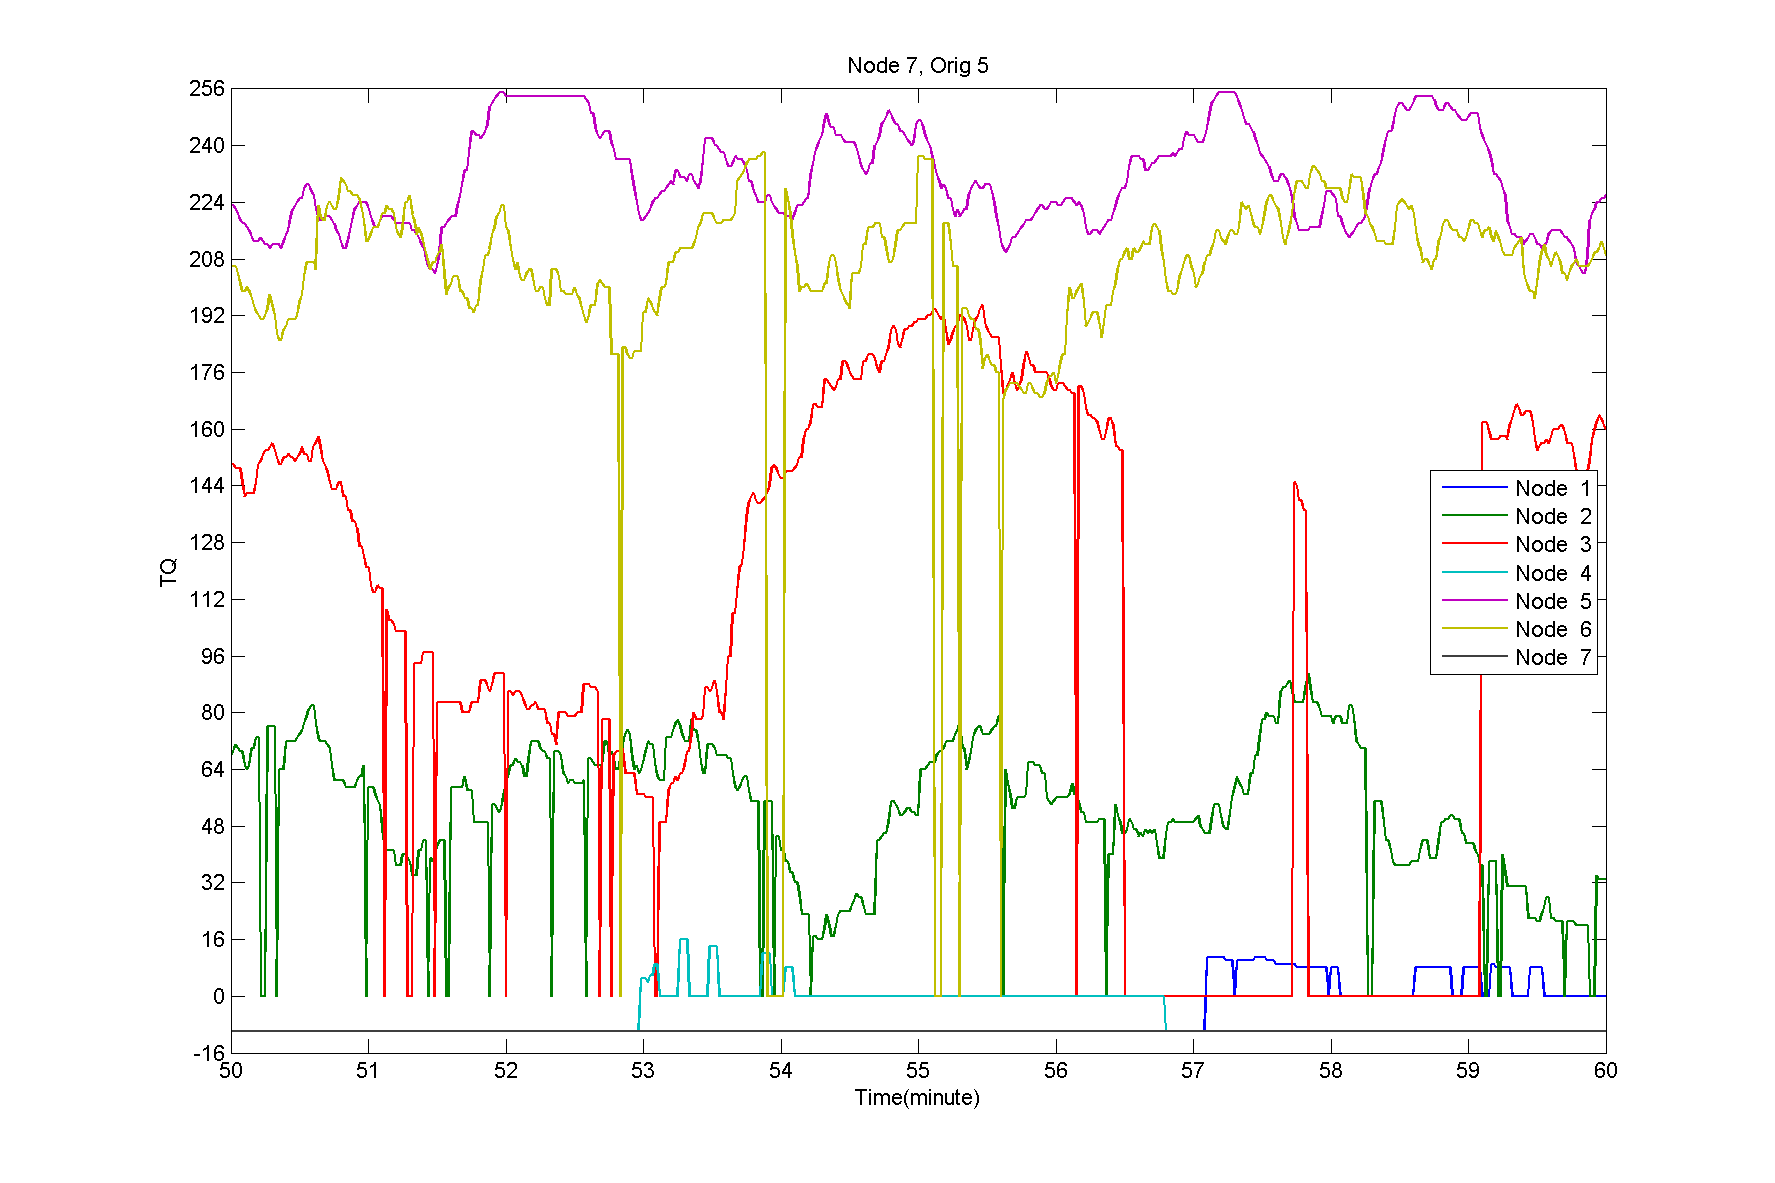 Node 7, Orig 5
256
240
224
208
192
176
160
144
128
112
96
80
64
48
32
16
0
-16
TQ
Node 1
Node 2
Node 3
Node 4
Node 5
Node 6
Node 7
50 51 52 53 54 55 56 57 58 59 60
Time(minute)